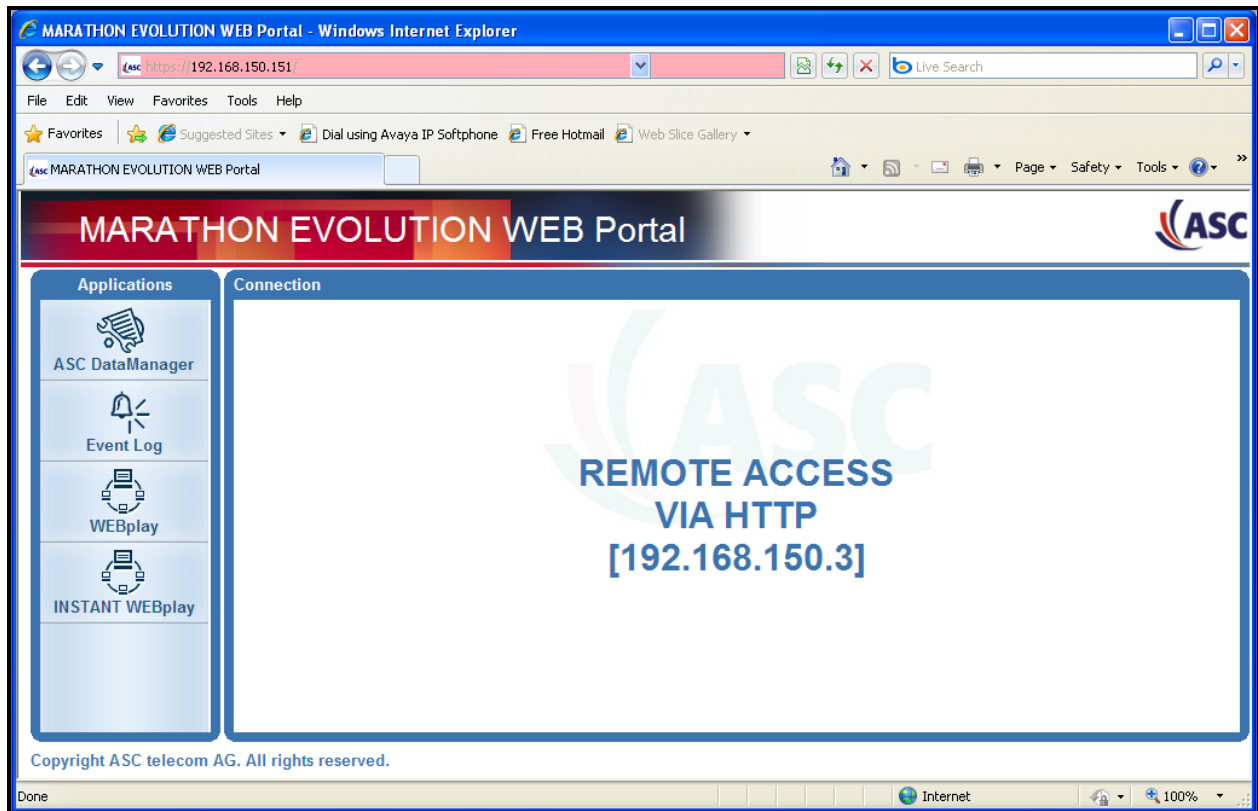 MARATHON EVOLUTION WEB Portal - Windows Internet Explorer
ASC https://192.168.150.151/
Live Search
File Edit View Favorites Tools Help
Favorites Suggested Sites Dial using Avaya IP Softphone Free Hotmail Web Slice Gallery
ASC MARATHON EVOLUTION WEB Portal
Page Safety Tools »
MARATHON EVOLUTION WEB Portal
ASC
Applications
Connection
ASC DataManager
Event Log
WEBplay
INSTANT WEBplay
ASC
REMOTE ACCESS
VIA HTTP
[192.168.150.3]
Copyright ASC telecom AG. All rights reserved.
Done
Internet
100%